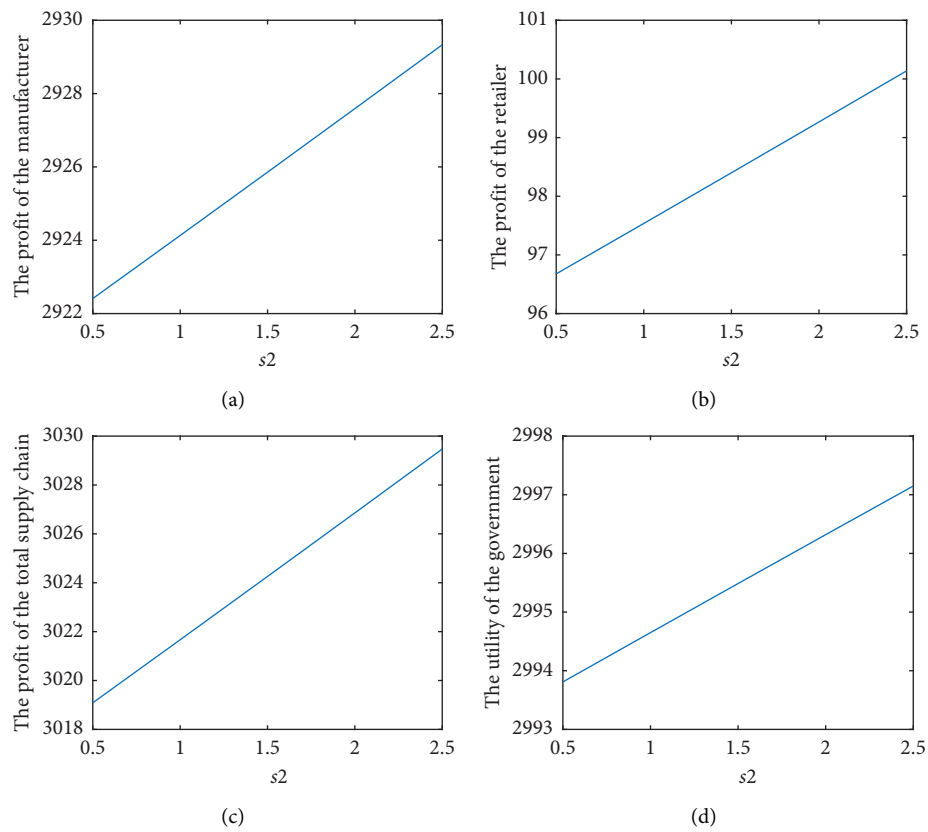 The profit of the manufacturer
2930
2928
2926
2924
2922
0.5 1 1.5 2 2.5
s2
(a)
The profit of the retailer
101
100
99
98
97
96
0.5 1 1.5 2 2.5
s2
(b)
The profit of the total supply chain
3030
3028
3026
3024
3022
3020
3018
0.5 1 1.5 2 2.5
s2
(c)
The utility of the government
2998
2997
2996
2995
2994
2993
0.5 1 1.5 2 2.5
s2
(d)